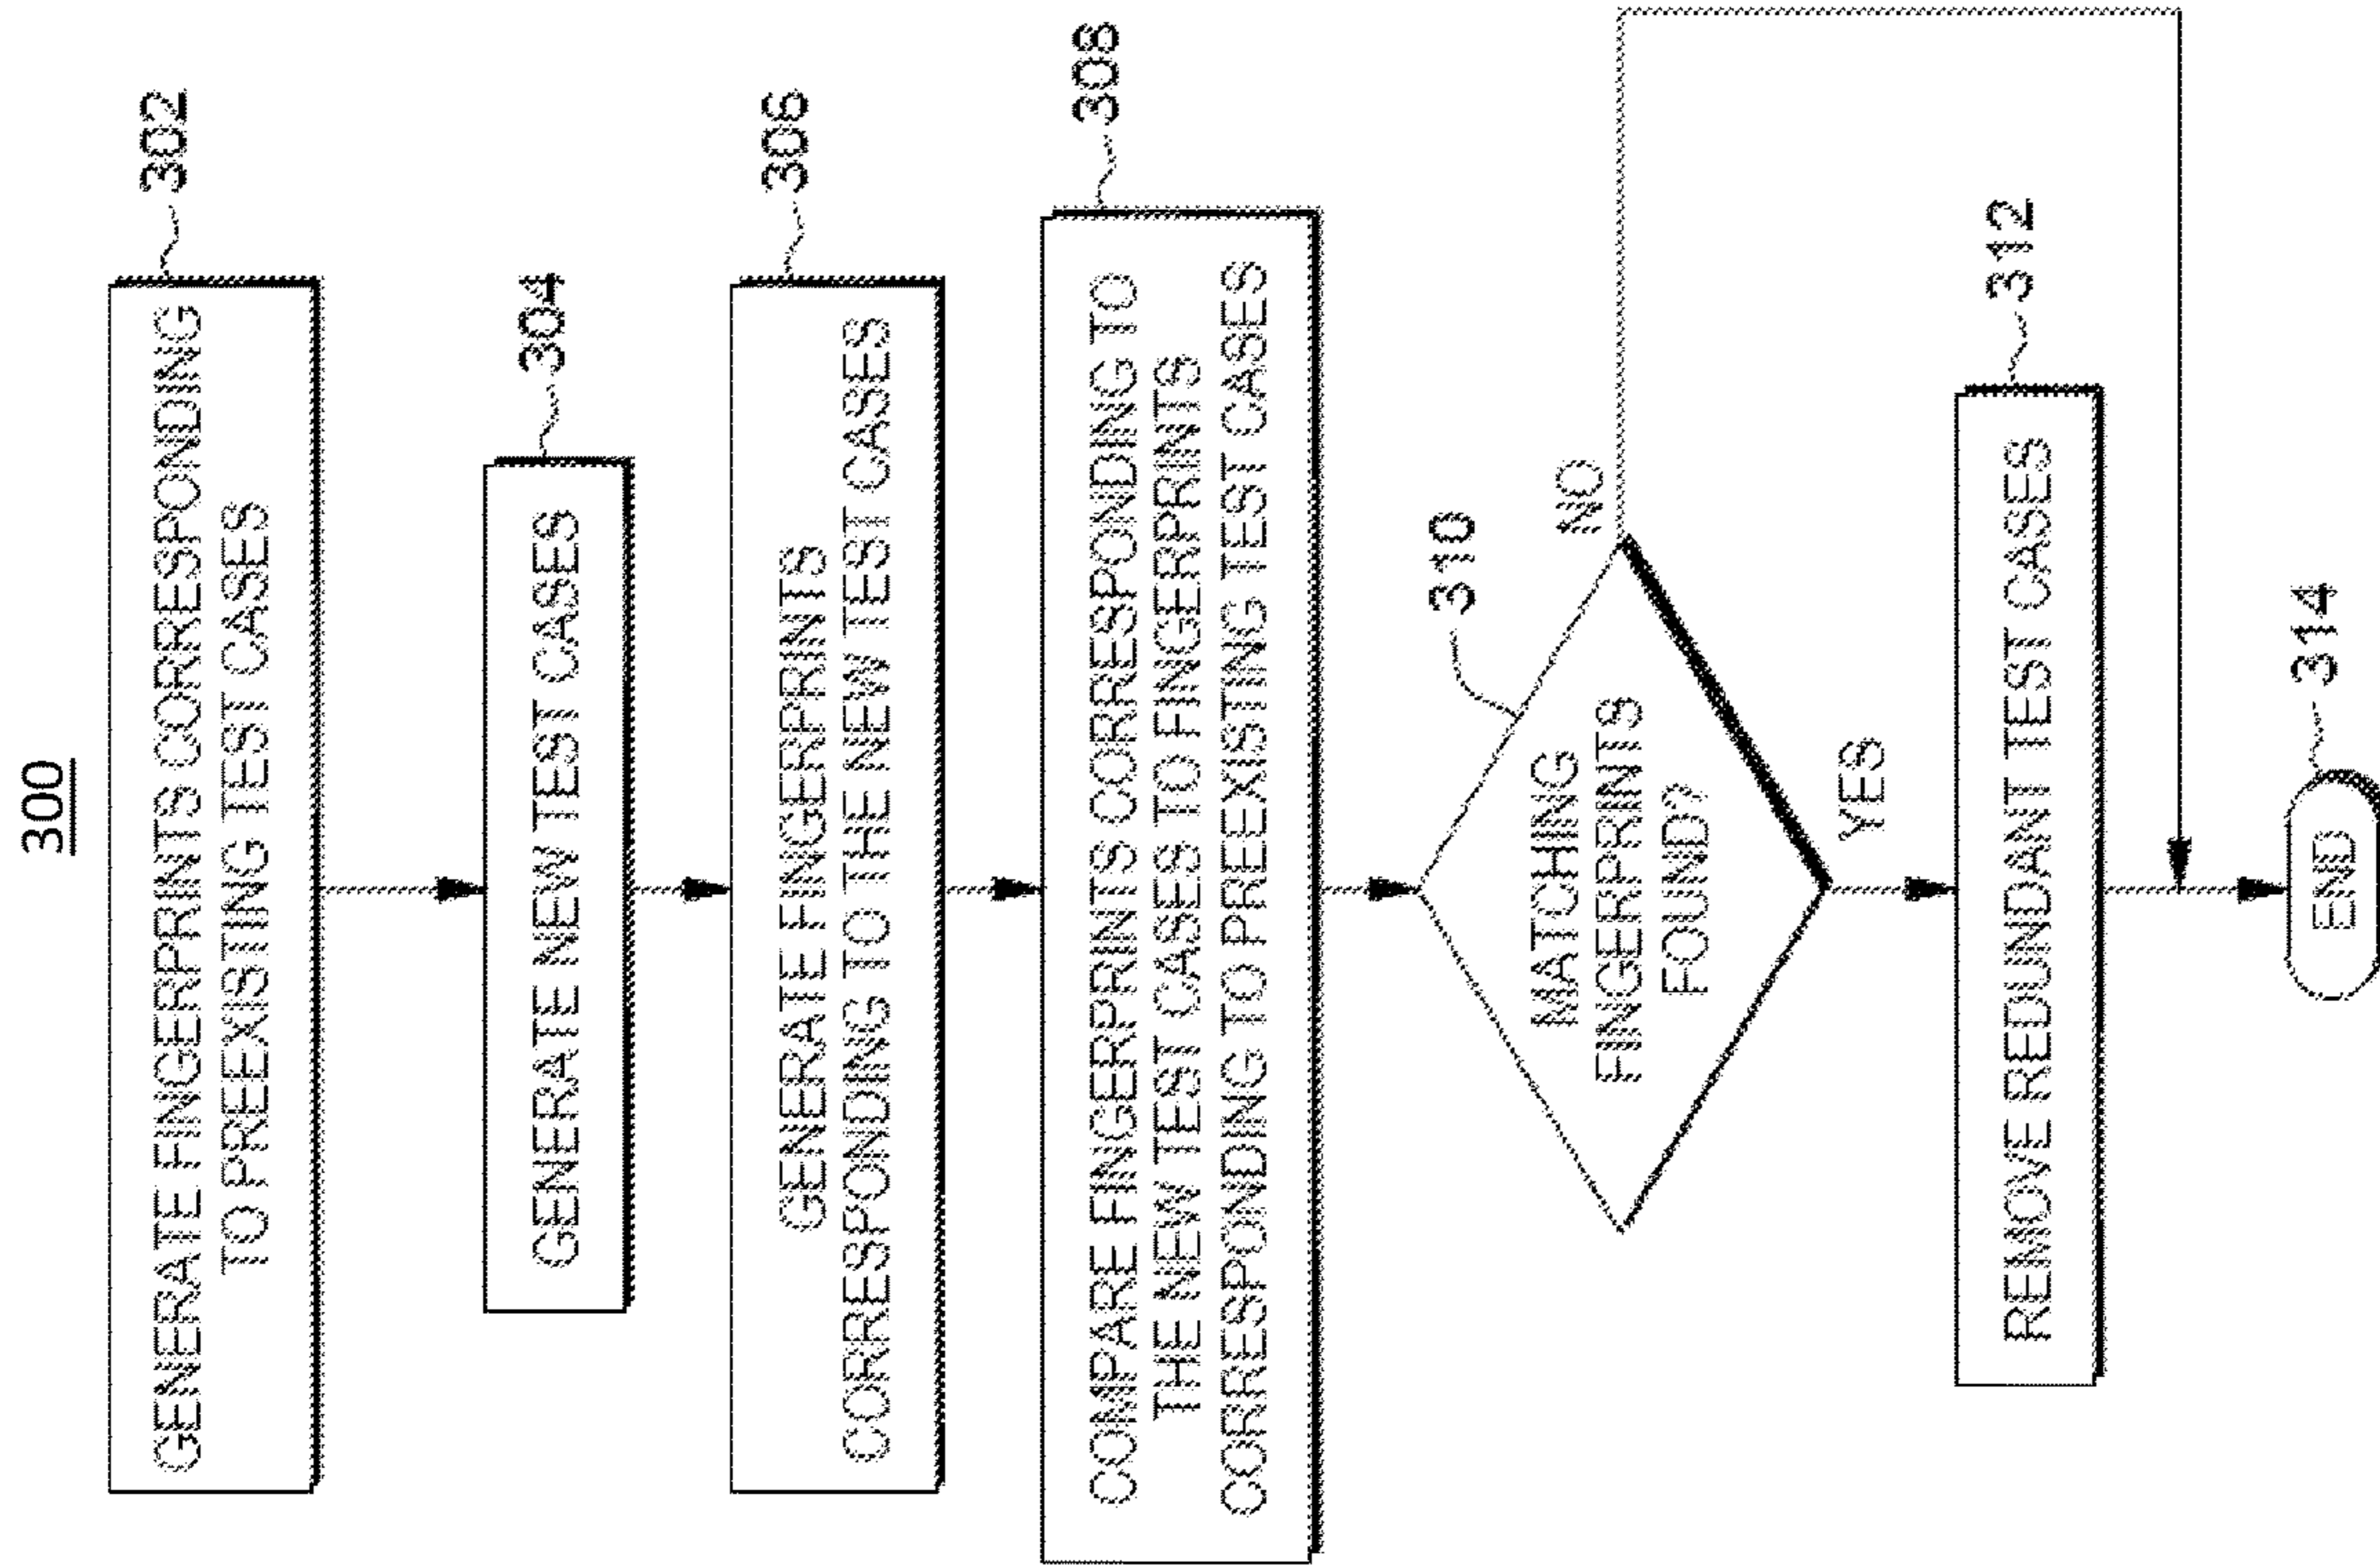 300
302
GENERATE FINGERPRINTS CORRESPONDING
TO PREEXISTING TEST CASES
304
GENERATE NEW TEST CASES
306
GENERATE FINGERPRINTS
CORRESPONDING TO THE NEW TEST CASES
308
COMPARE FINGERPRINTS CORRESPONDING TO
THE NEW TEST CASES TO FINGERPRINTS
CORRESPONDING TO PREEXISTING TEST CASES
310
MATCHING
FINGERPRINTS
FOUND?
NO
YES
312
REMOVE REDUNDANT TEST CASES
314
END